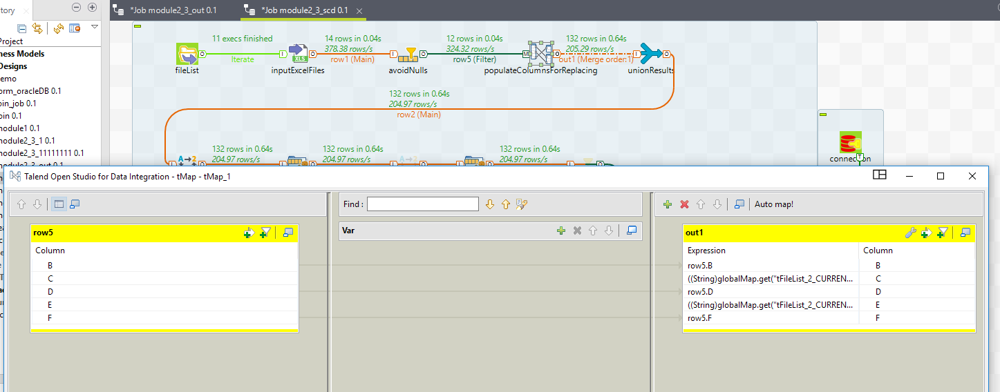 tory
*Job module2_3_out 0.1
*Job module2_3_scd 0.1
Project
ness Models
Designs
emo
orm_oracleDB 0.1
oin_job 0.1
oin 0.1
module1 0.1
module2_3_1 0.1
module2_3_11111111 0.1
module2_3_out 0.1
11 execs finished
Iterate
fileList
XLS
inputExcelFiles
14 rows in 0.04s
378.38 rows/s
row1 (Main)
avoidNulls
12 rows in 0.04s
324.32 rows/s
row5 (Filter)
populateColumnsForReplacing
132 rows in 0.64s
205.29 rows/s
out1 (Merge order:1)
unionResults
132 rows in 0.64s
204.97 rows/s
row2 (Main)
132 rows in 0.64s
204.97 rows/s
132 rows in 0.64s
204.97 rows/s
132 rows in 0.64s
204.97 rows/s
connection
Talend Open Studio for Data Integration - tMap - tMap_1
Find :
Auto map!
row5
Column
B
C
D
E
F
Var
out1
Expression Column
row5.B B
((String)globalMap.get("tFileList_2_CURREN... C
row5.D D
((String)globalMap.get("tFileList_2_CURREN... E
row5.F F